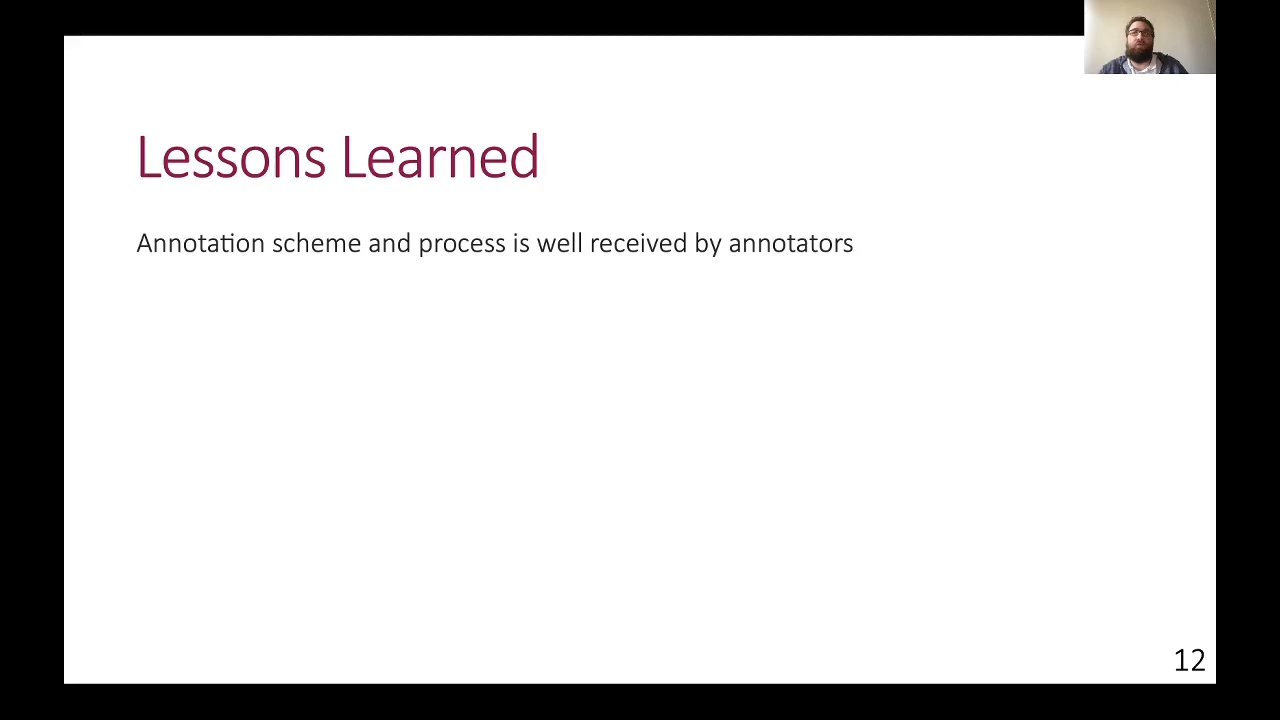 Lessons Learned
Annotation scheme and process is well received by annotators
12